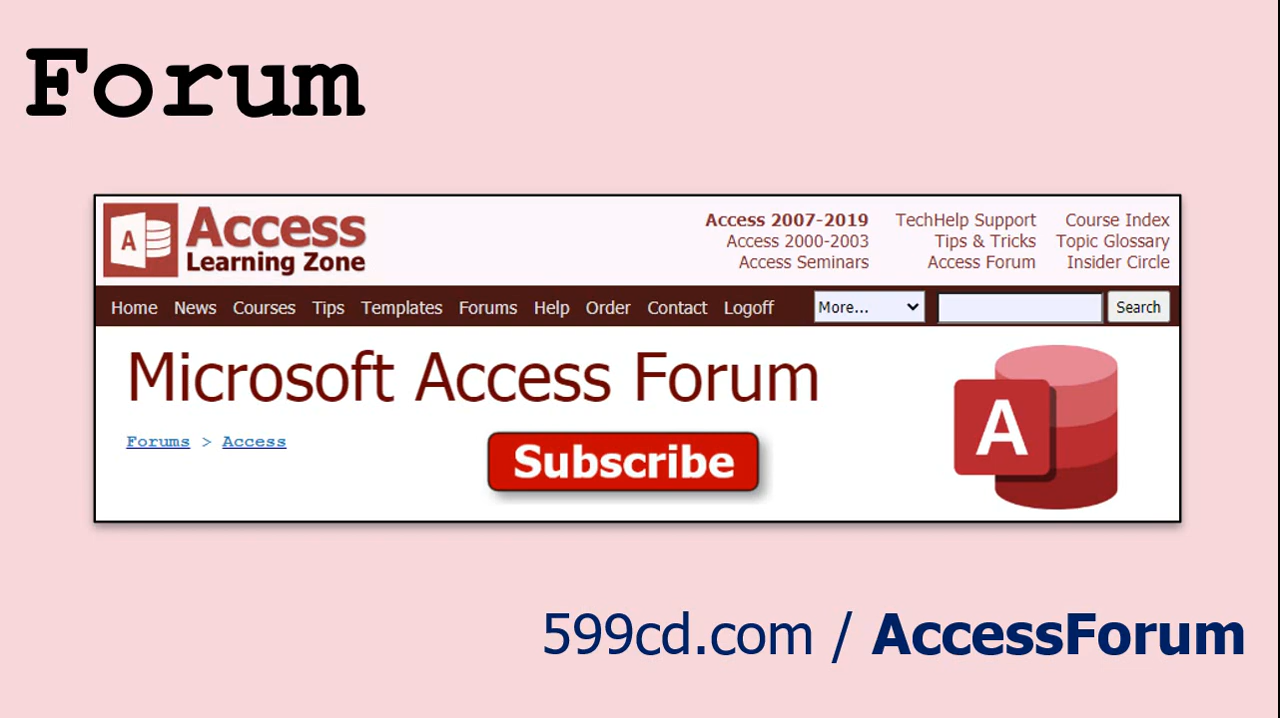 Forum
A Access
Learning Zone
Access 2007-2019 TechHelp Support Course Index
Access 2000-2003 Tips & Tricks Topic Glossary
Access Seminars Access Forum Insider Circle
Home News Courses Tips Templates Forums Help Order Contact Logoff More... Search
Microsoft Access Forum
Forums > Access
Subscribe
A
599cd.com / AccessForum